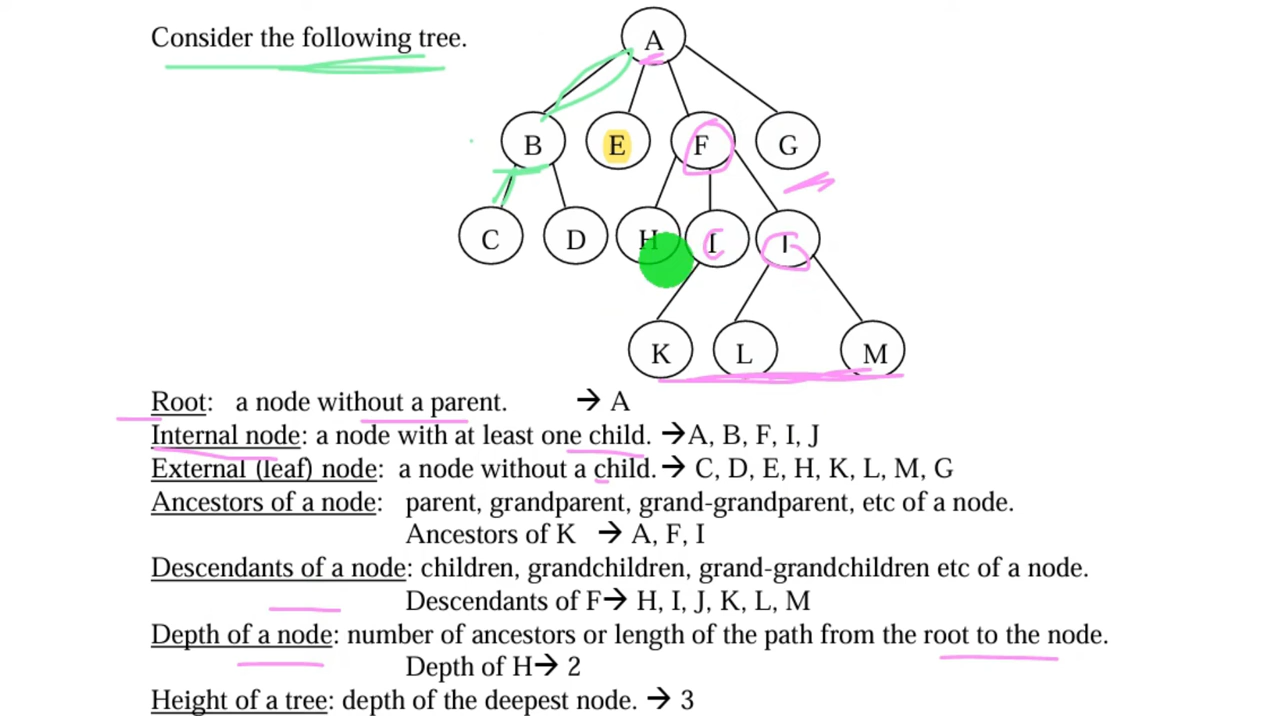 Consider the following tree.
A
B E F G
C D H I J
K L M
Root: a node without a parent. → A
Internal node: a node with at least one child. →A, B, F, I, J
External (leaf) node: a node without a child.→ C, D, E, H, K, L, M, G
Ancestors of a node: parent, grandparent, grand-grandparent, etc of a node.
Ancestors of K → A, F, I
Descendants of a node: children, grandchildren, grand-grandchildren etc of a node.
Descendants of F→ H, I, J, K, L, M
Depth of a node: number of ancestors or length of the path from the root to the node.
Depth of H→ 2
Height of a tree: depth of the deepest node. → 3